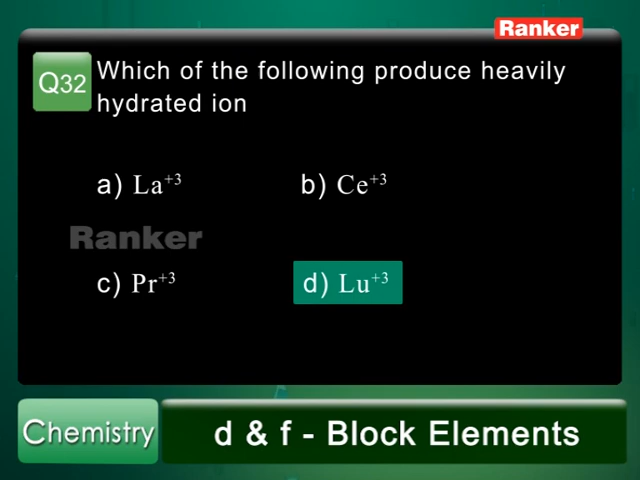 Ranker
Q32 Which of the following produce heavily
hydrated ion
a) La⁺³ b) Ce⁺³
Ranker
c) Pr⁺³ d) Lu⁺³
Chemistry d & f - Block Elements